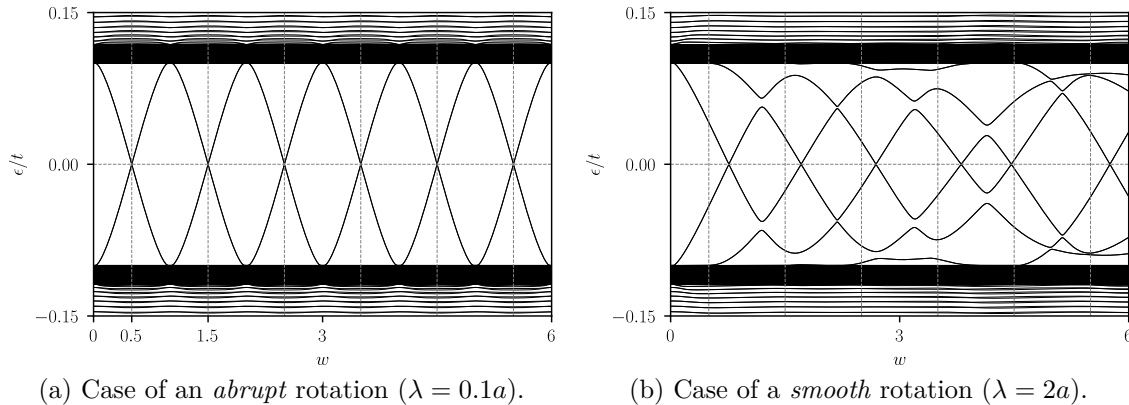 0.15
0.00
−0.15
ϵ/t
0
0.5
1.5
3
6
w
(a) Case of an abrupt rotation (λ = 0.1a).
0.15
0.00
−0.15
ϵ/t
0
3
6
w
(b) Case of a smooth rotation (λ = 2a).